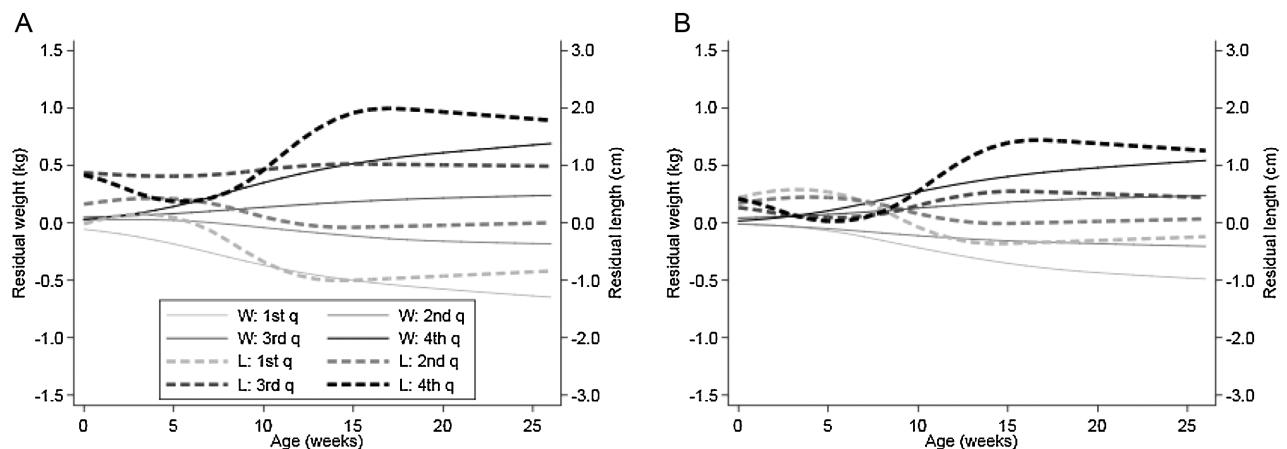 A
1.5
1.0
0.5
0.0
-0.5
-1.0
-1.5
Residual weight (kg)
3.0
2.0
1.0
0.0
-1.0
-2.0
-3.0
Residual length (cm)
W: 1st q W: 2nd q
W: 3rd q W: 4th q
L: 1st q L: 2nd q
L: 3rd q L: 4th q
0 5 10 15 20 25
Age (weeks)
B
1.5
1.0
0.5
0.0
-0.5
-1.0
-1.5
Residual weight (kg)
3.0
2.0
1.0
0.0
-1.0
-2.0
-3.0
Residual length (cm)
0 5 10 15 20 25
Age (weeks)